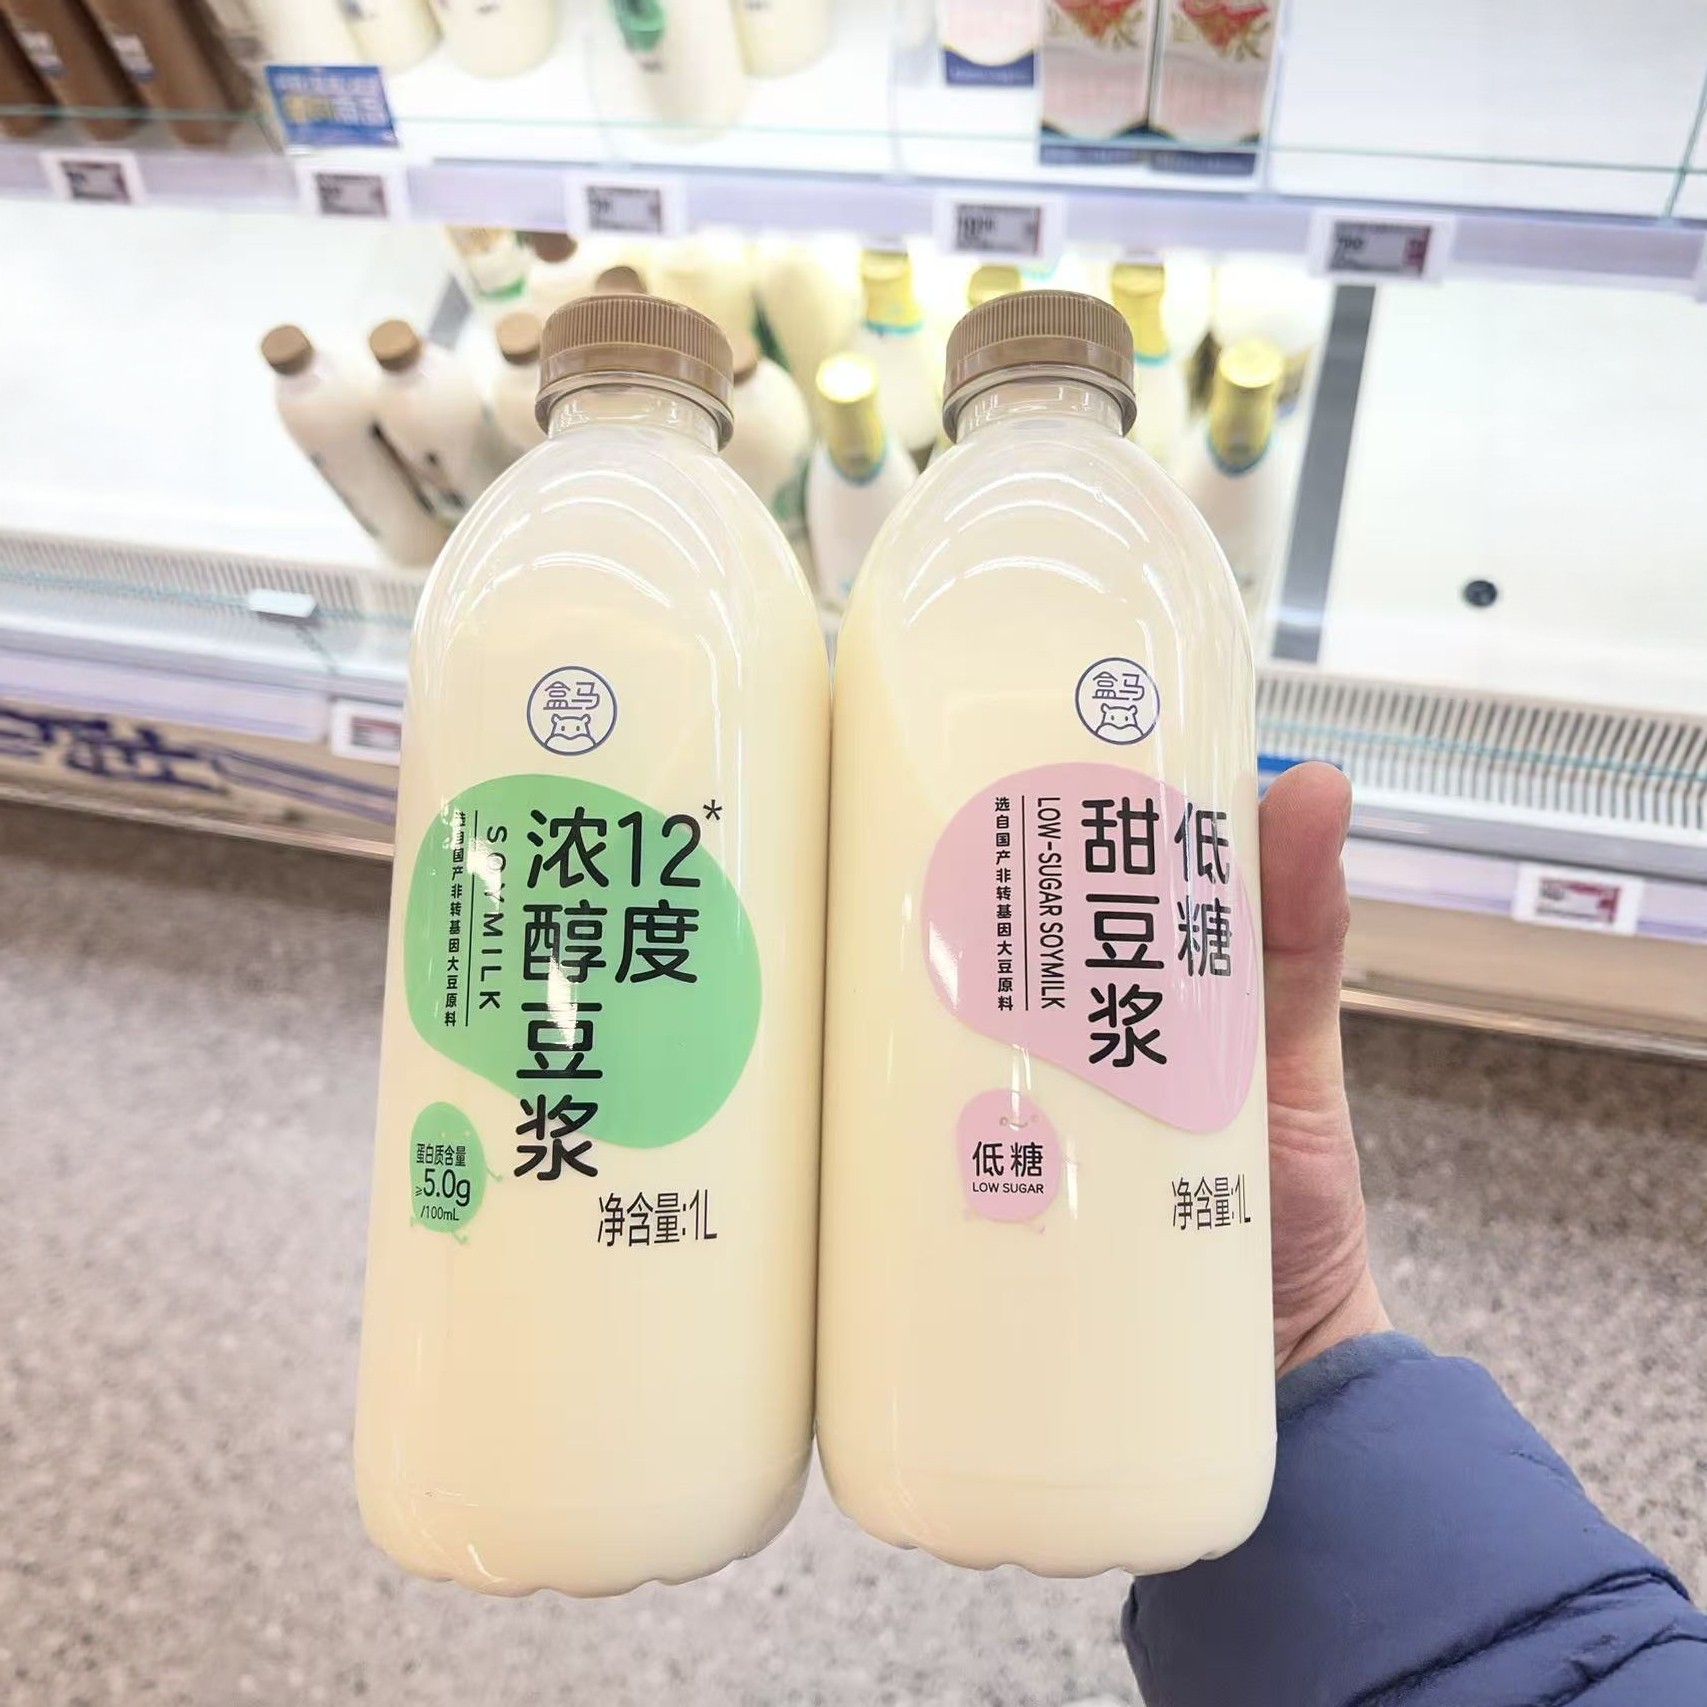 盒马
12*度
浓醇豆浆
SOYMILK
选自国产非转基因大豆原料
蛋白质含量
≥5.0g
/100mL
净含量:1L
盒马
低糖
甜豆浆
LOW-SUGAR SOYMILK
选自国产非转基因大豆原料
低糖
LOW SUGAR
净含量:1L